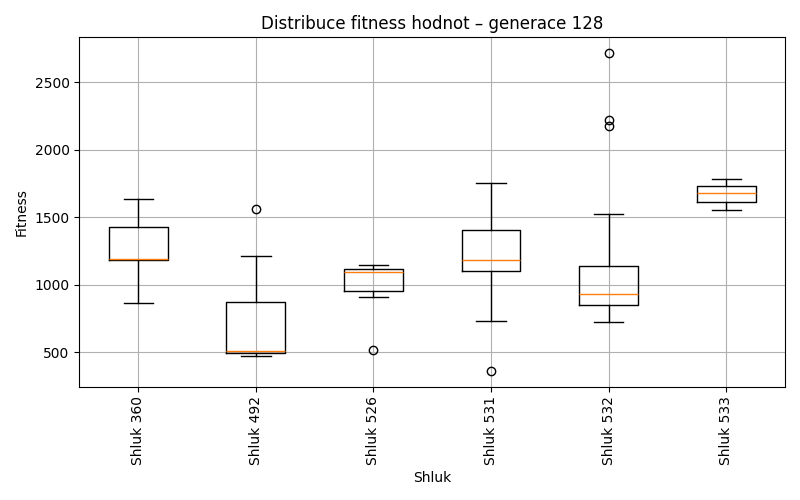 Distribuce fitness hodnot – generace 128
Fitness
2500
2000
1500
1000
500
Shluk 360
Shluk 492
Shluk 526
Shluk 531
Shluk 532
Shluk 533
Shluk